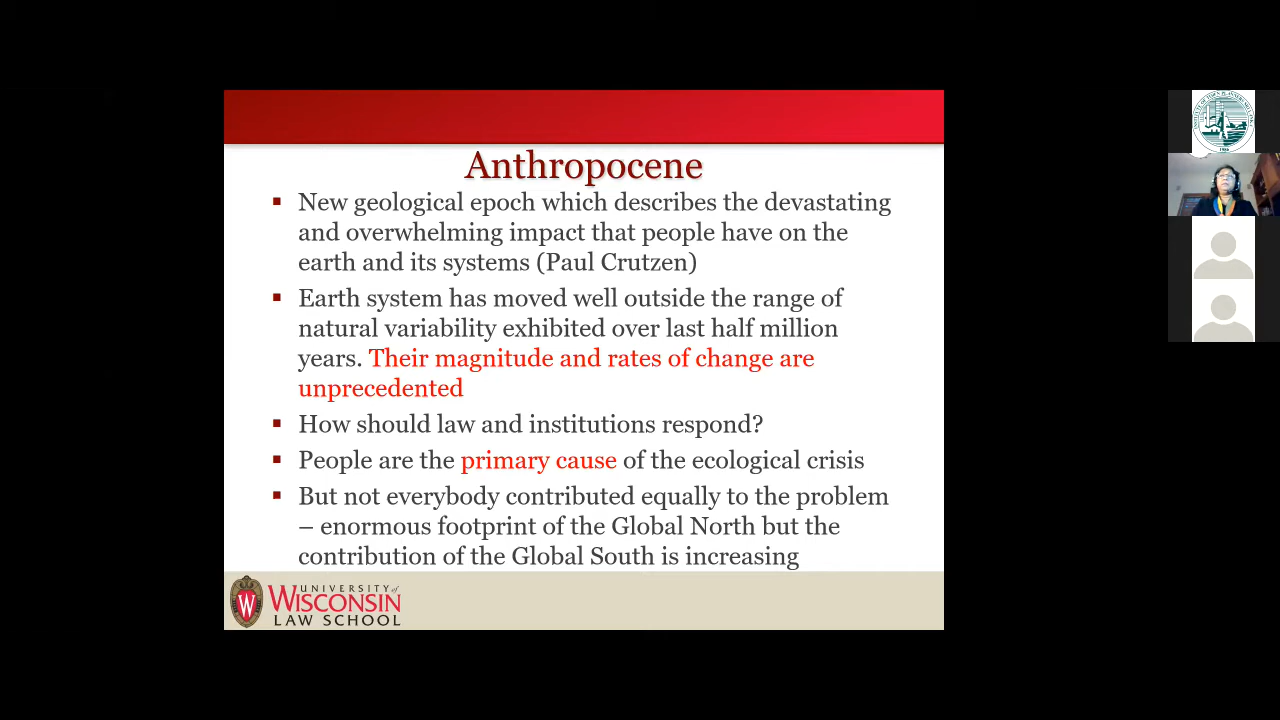 Anthropocene
▪ New geological epoch which describes the devastating
and overwhelming impact that people have on the
earth and its systems (Paul Crutzen)
▪ Earth system has moved well outside the range of
natural variability exhibited over last half million
years. Their magnitude and rates of change are
unprecedented
▪ How should law and institutions respond?
▪ People are the primary cause of the ecological crisis
▪ But not everybody contributed equally to the problem
– enormous footprint of the Global North but the
contribution of the Global South is increasing
W
UNIVERSITY of
WISCONSIN
LAW SCHOOL